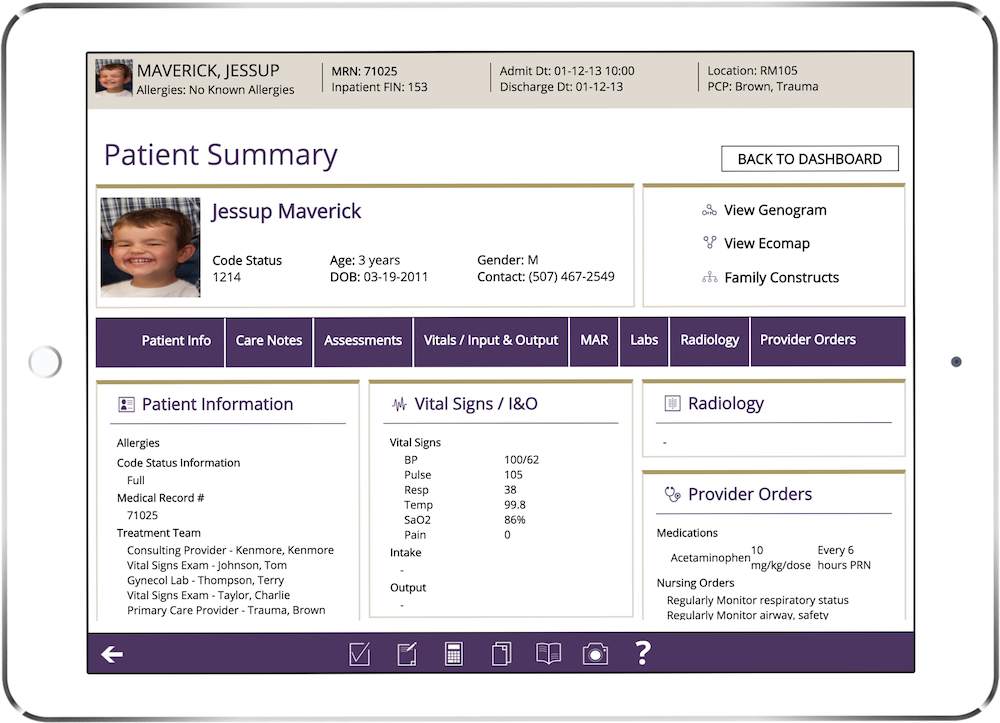 MAVERICK, JESSUP
Allergies: No Known Allergies
MRN: 71025
Inpatient FIN: 153
Admit Dt: 01-12-13 10:00
Discharge Dt: 01-12-13
Location: RM105
PCP: Brown, Trauma
Patient Summary
BACK TO DASHBOARD
Jessup Maverick
Code Status
1214
Age: 3 years
DOB: 03-19-2011
Gender: M
Contact: (507) 467-2549
View Genogram
View Ecomap
Family Constructs
Patient Info
Care Notes
Assessments
Vitals / Input & Output
MAR
Labs
Radiology
Provider Orders
Patient Information
Allergies
Code Status Information
Full
Medical Record #
71025
Treatment Team
Consulting Provider - Kenmore, Kenmore
Vital Signs Exam - Johnson, Tom
Gynecol Lab - Thompson, Terry
Vital Signs Exam - Taylor, Charlie
Primary Care Provider - Trauma, Brown
Vital Signs / I&O
Vital Signs
BP 100/62
Pulse 105
Resp 38
Temp 99.8
SaO2 86%
Pain 0
Intake
-
Output
-
Radiology
-
Provider Orders
Medications
Acetaminophen 10 mg/kg/dose Every 6 hours PRN
Nursing Orders
Regularly Monitor respiratory status
Regularly Monitor airway, safety
?